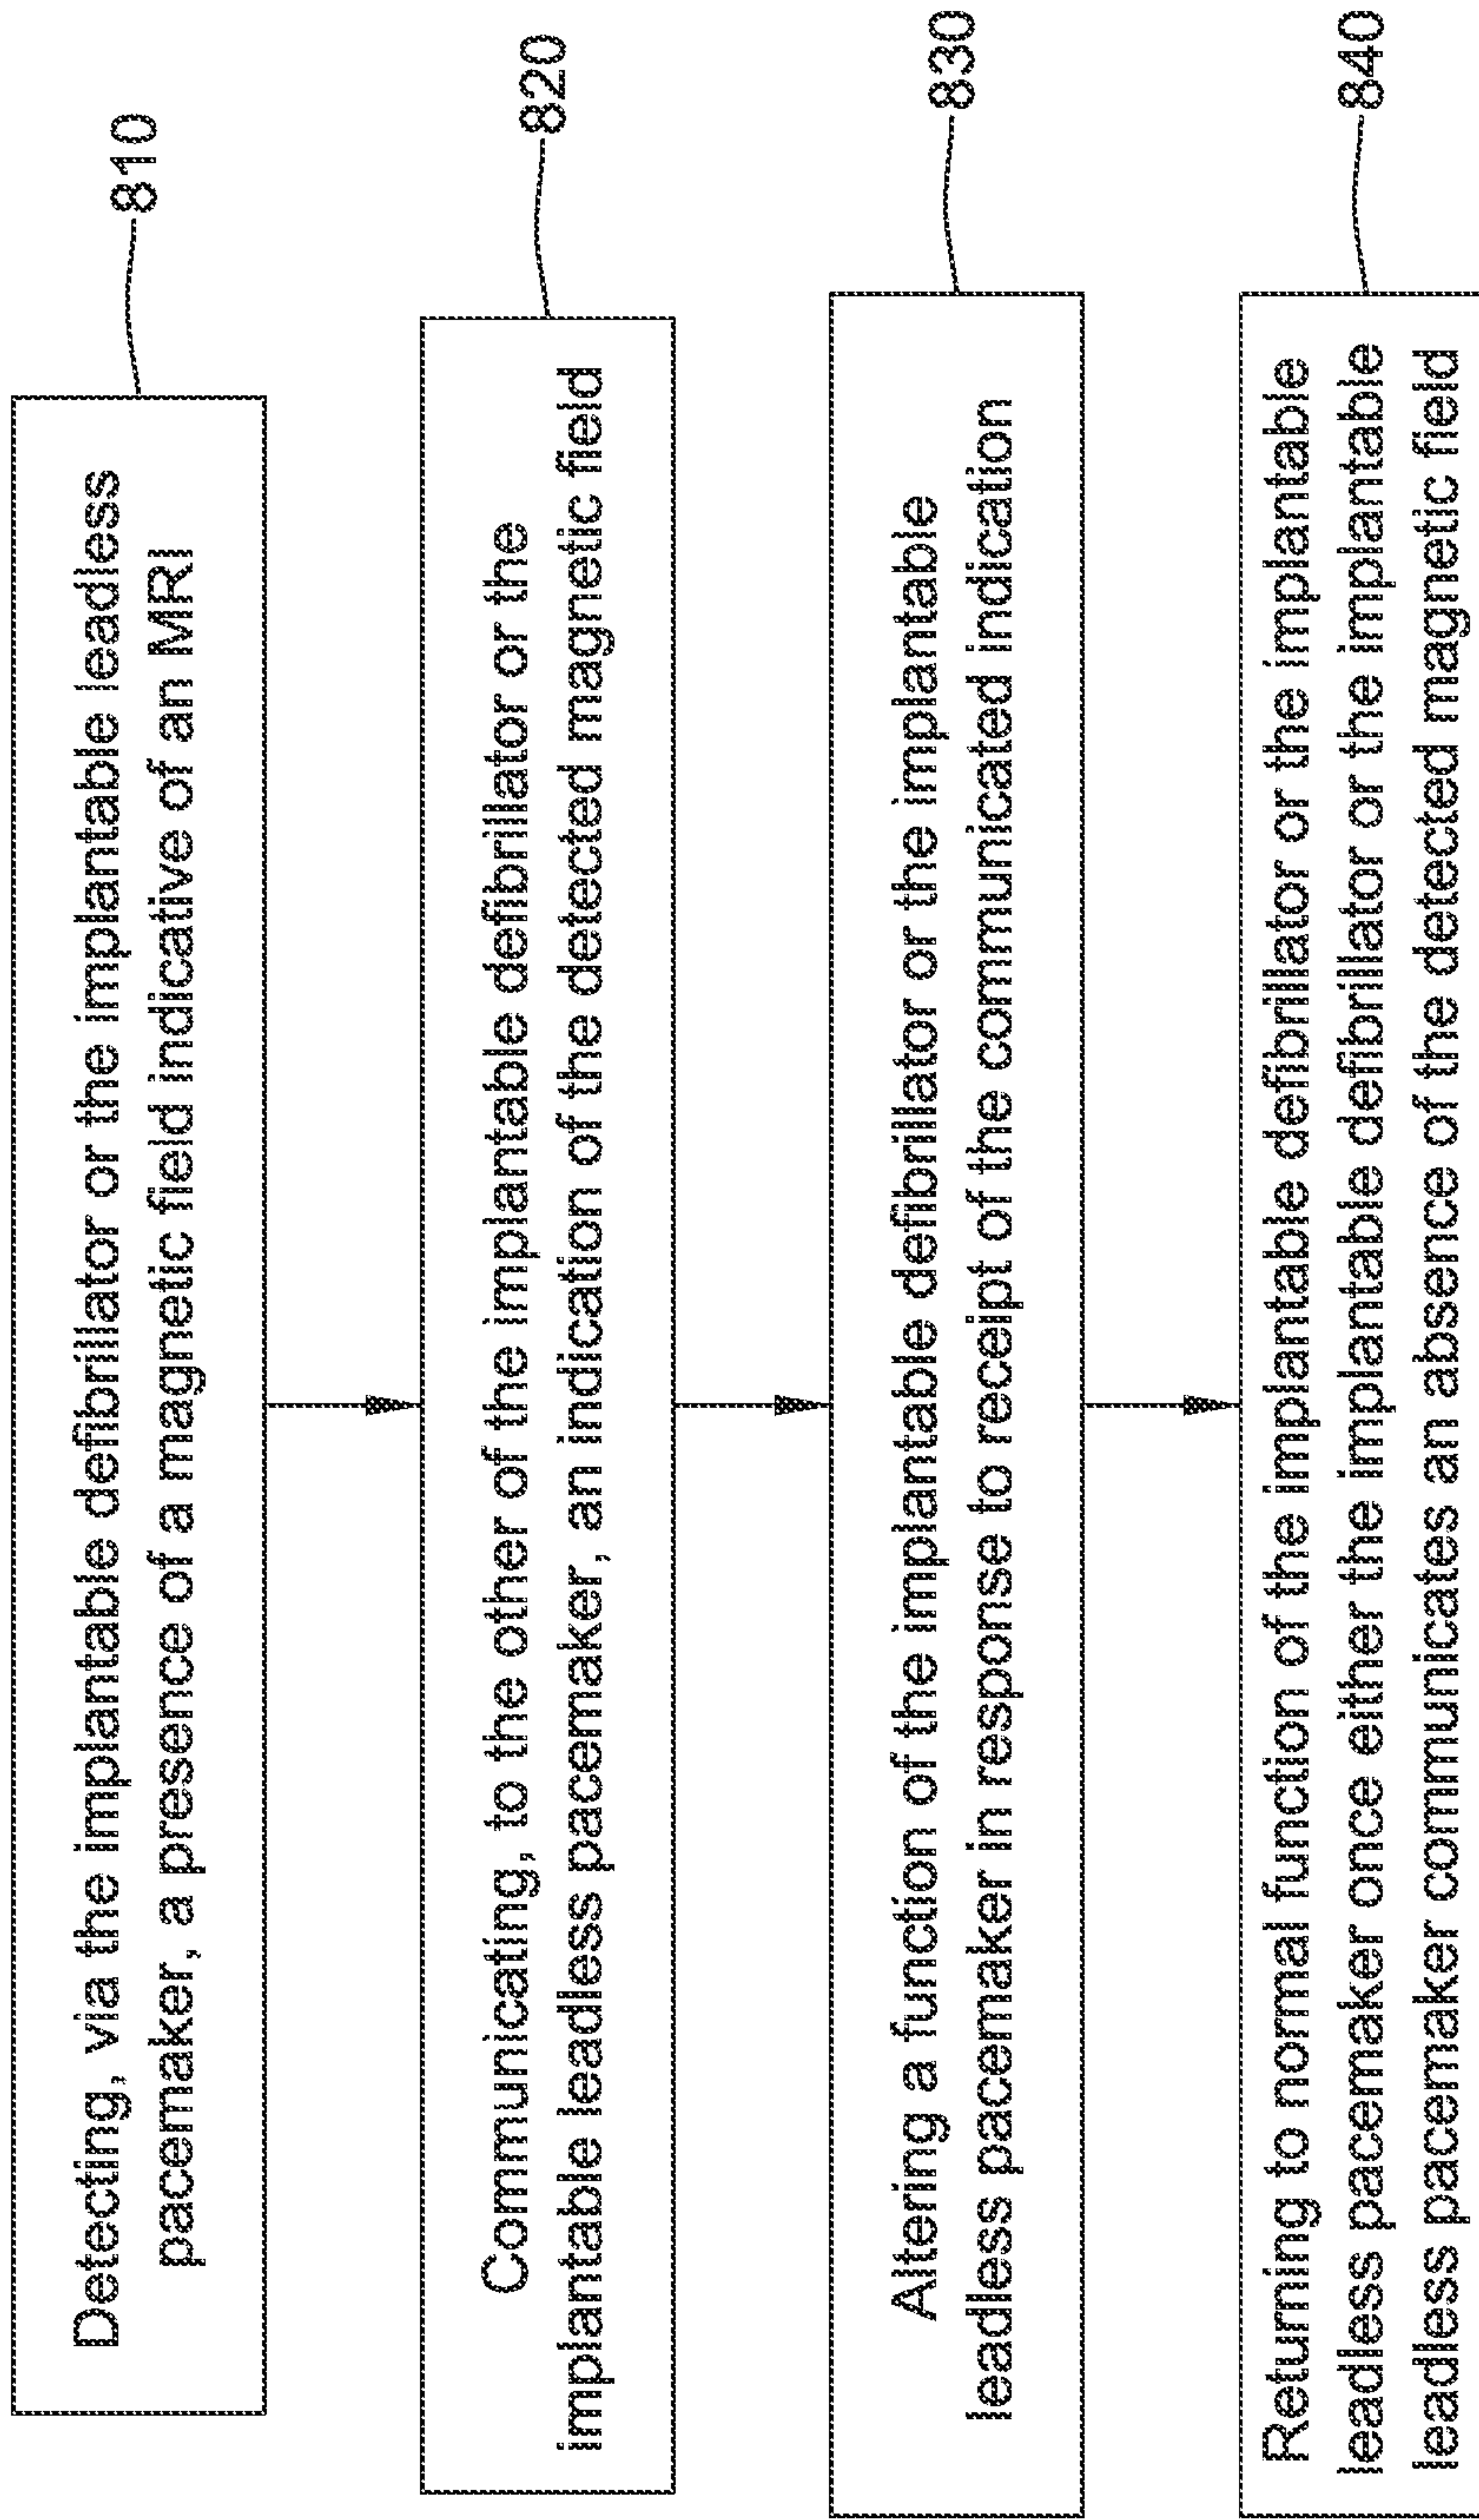 Detecting, via the implantable defibrillator or the implantable leadless
pacemaker, a presence of a magnetic field indicative of an MRI
810
Communicating, to the other of the implantable defibrillator or the
implantable leadless pacemaker, an indication of the detected magnetic field
820
Altering a function of the implantable defibrillator or the implantable
leadless pacemaker in response to receipt of the communicated indication
830
Returning to normal function of the implantable defibrillator or the implantable
leadless pacemaker once either the implantable defibrillator or the implantable
leadless pacemaker communicates an absence of the detected magnetic field
840